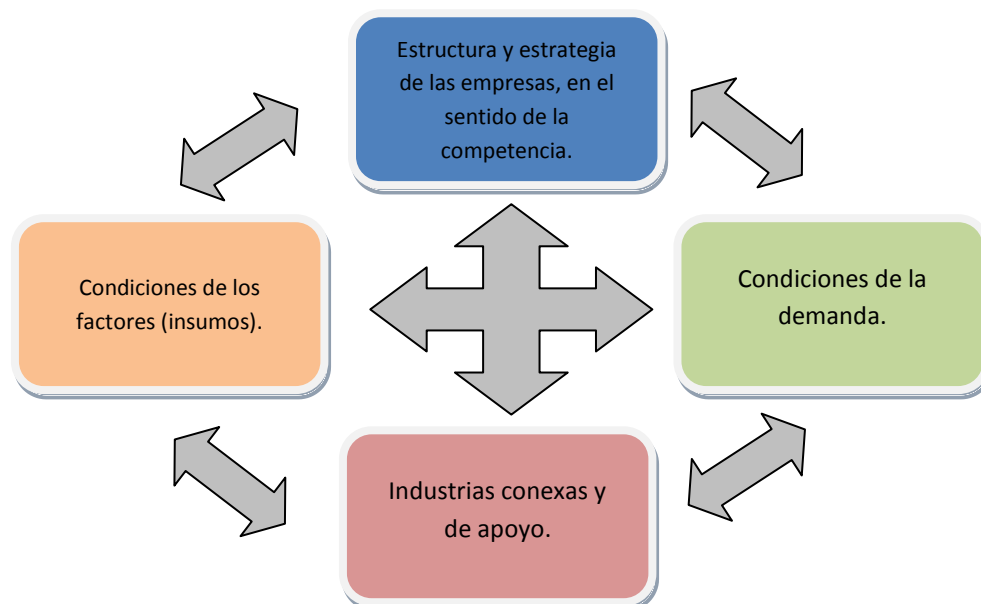 Estructura y estrategia
de las empresas, en el
sentido de la
competencia.
Condiciones de los
factores (insumos).
Condiciones de la
demanda.
Industrias conexas y
de apoyo.